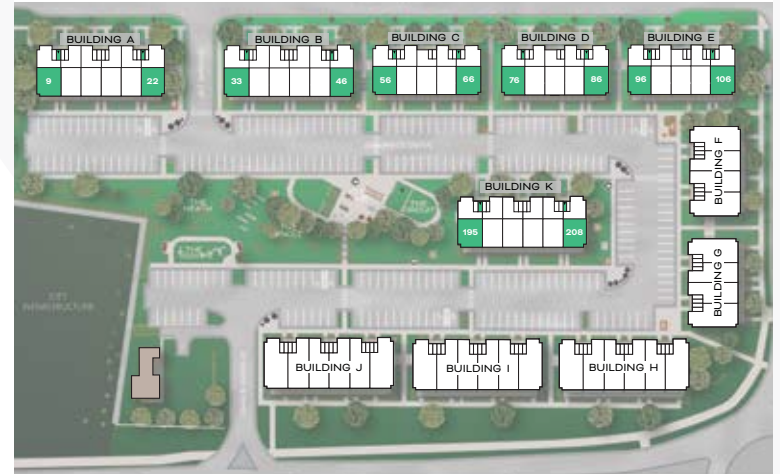 BUILDING A
BUILDING B
BUILDING C
BUILDING D
BUILDING E
9
22
33
46
56
66
76
86
96
106
BUILDING F
BUILDING K
195
208
BUILDING G
BUILDING J
BUILDING I
BUILDING H